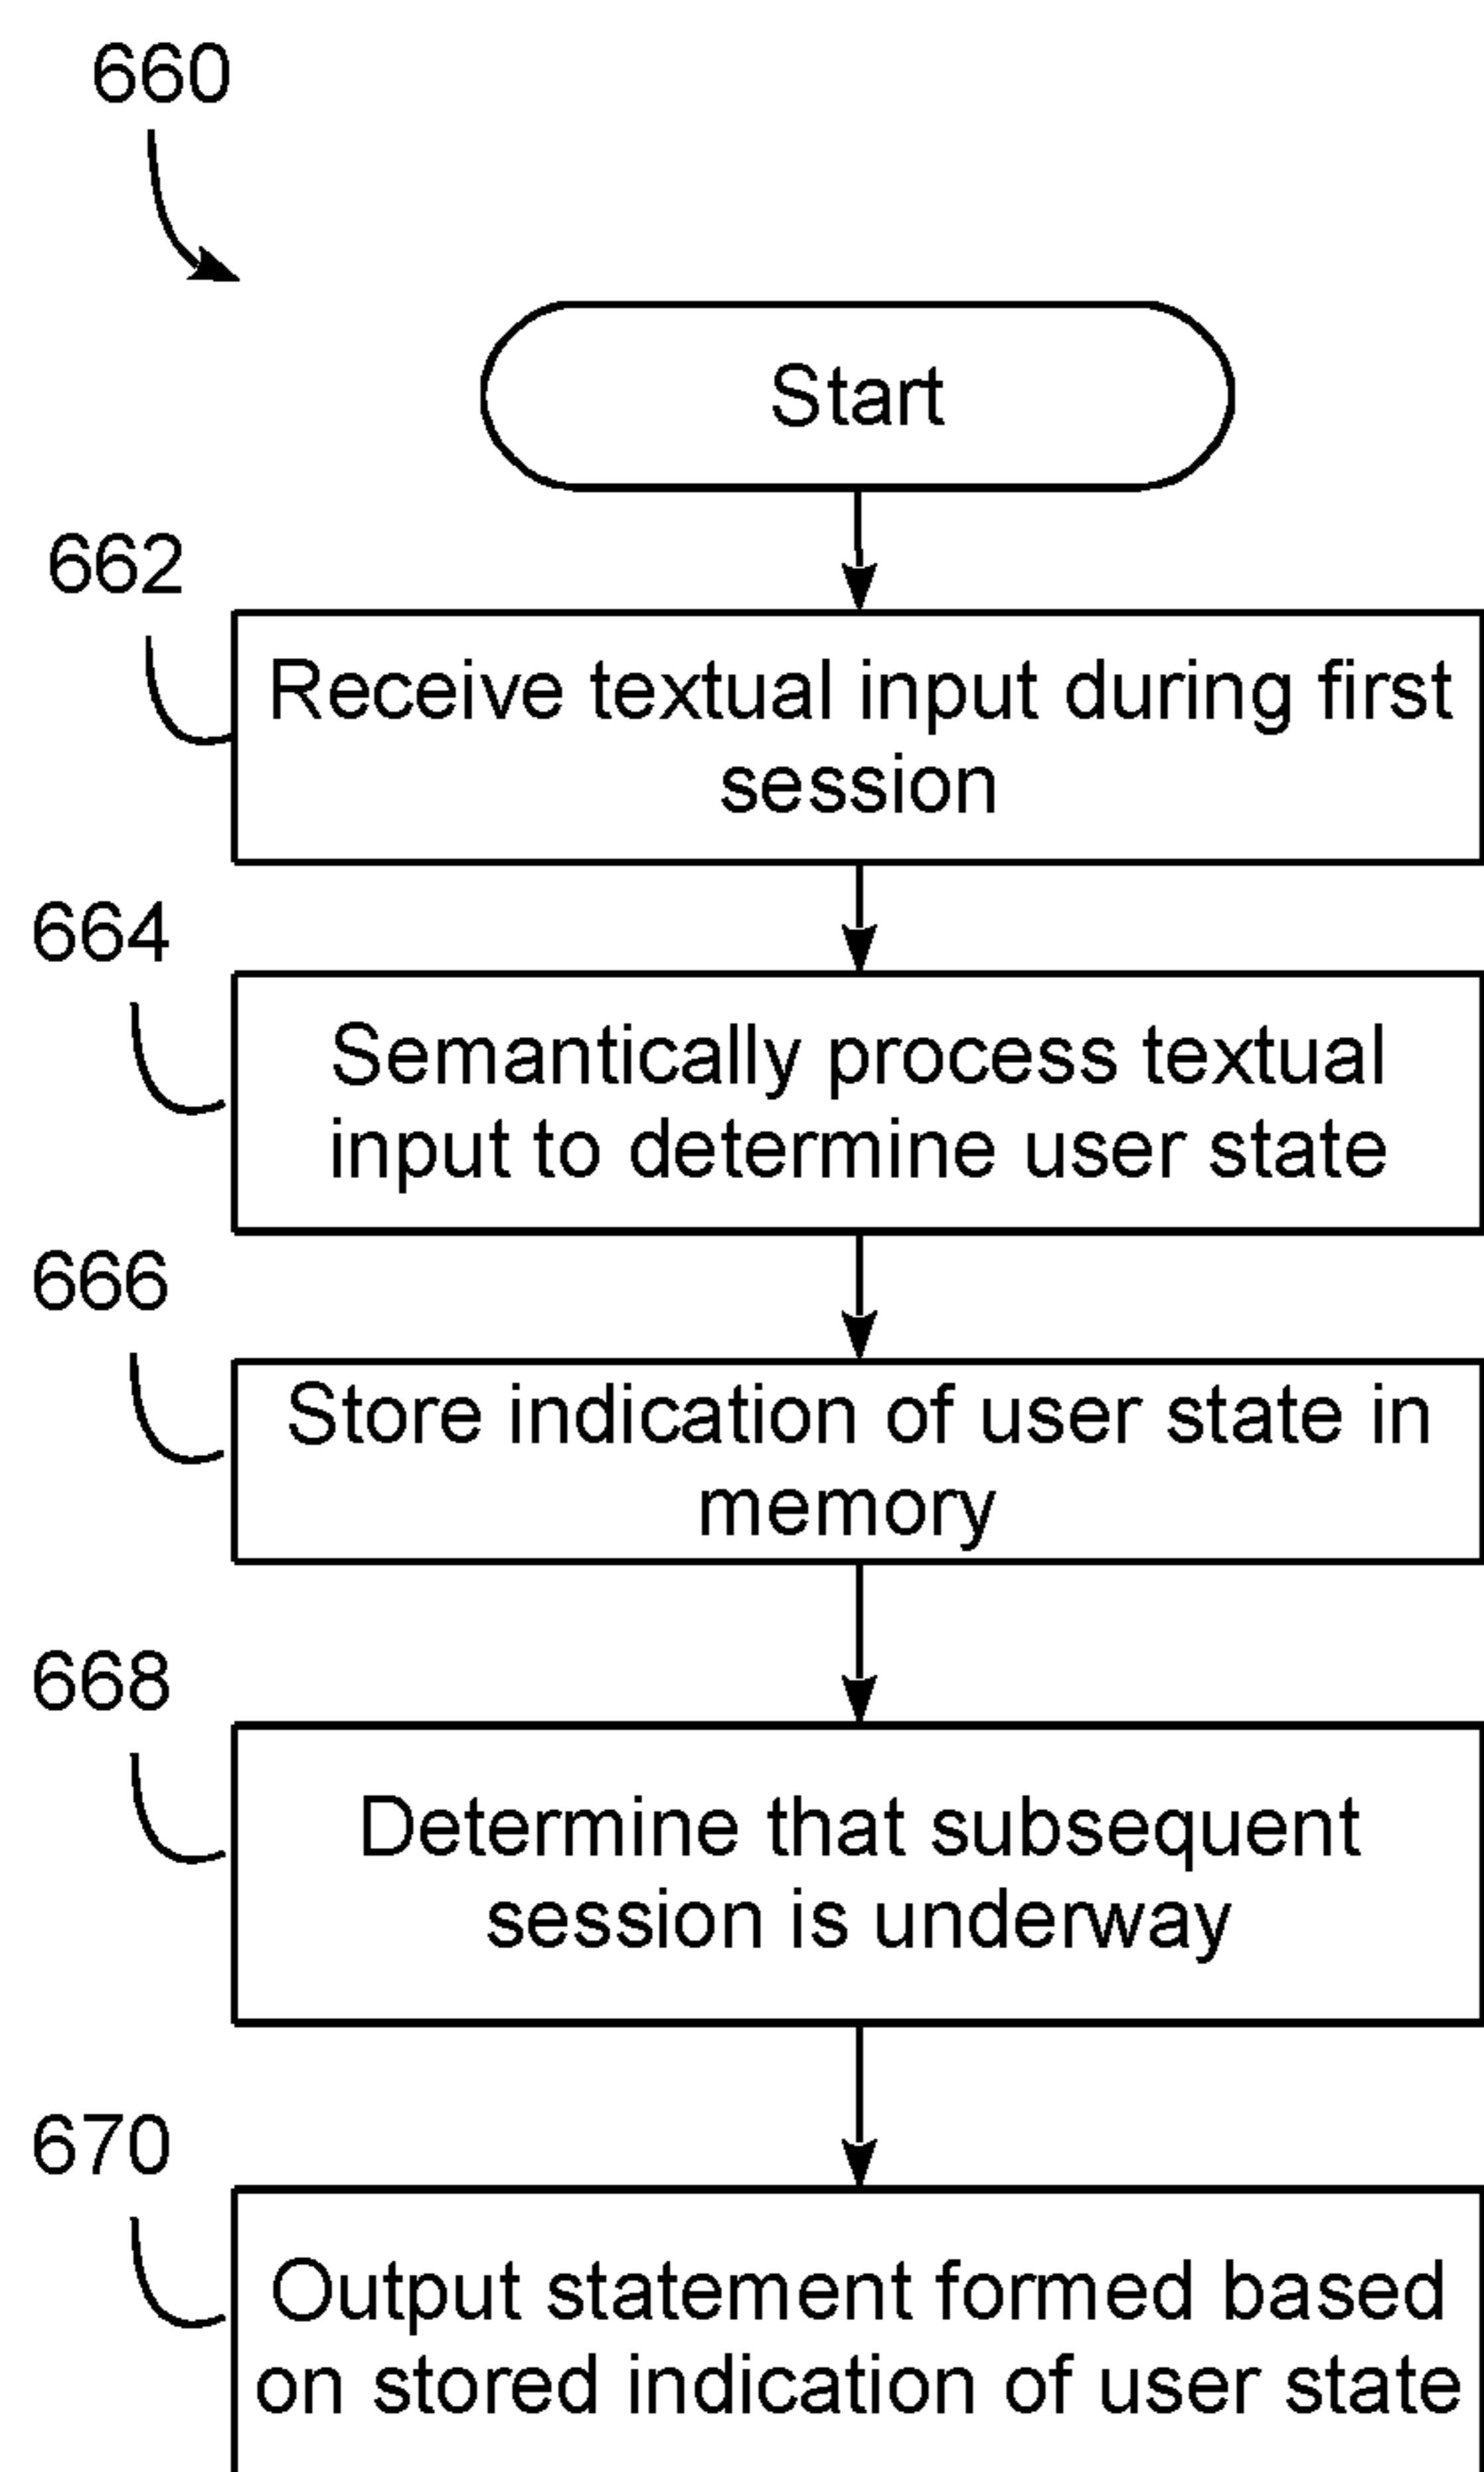 660
Start
662
Receive textual input during first
session
664
Semantically process textual
input to determine user state
666
Store indication of user state in
memory
668
Determine that subsequent
session is underway
670
Output statement formed based
on stored indication of user state